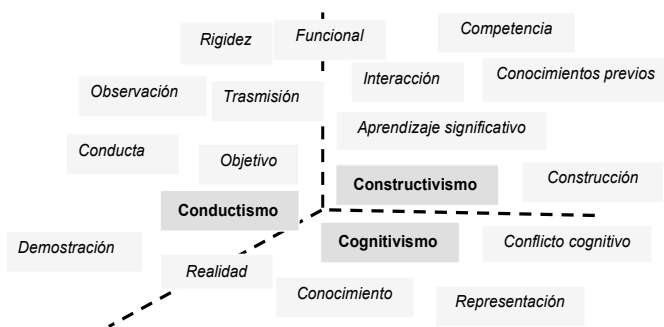 Competencia
Funcional
Rigidez
Interacción
Conocimientos previos
Observación
Trasmisión
Aprendizaje significativo
Conducta
Objetivo
Constructivismo
Construcción
Conductismo
Cognitivismo
Conflicto cognitivo
Demostración
Realidad
Conocimiento
Representación